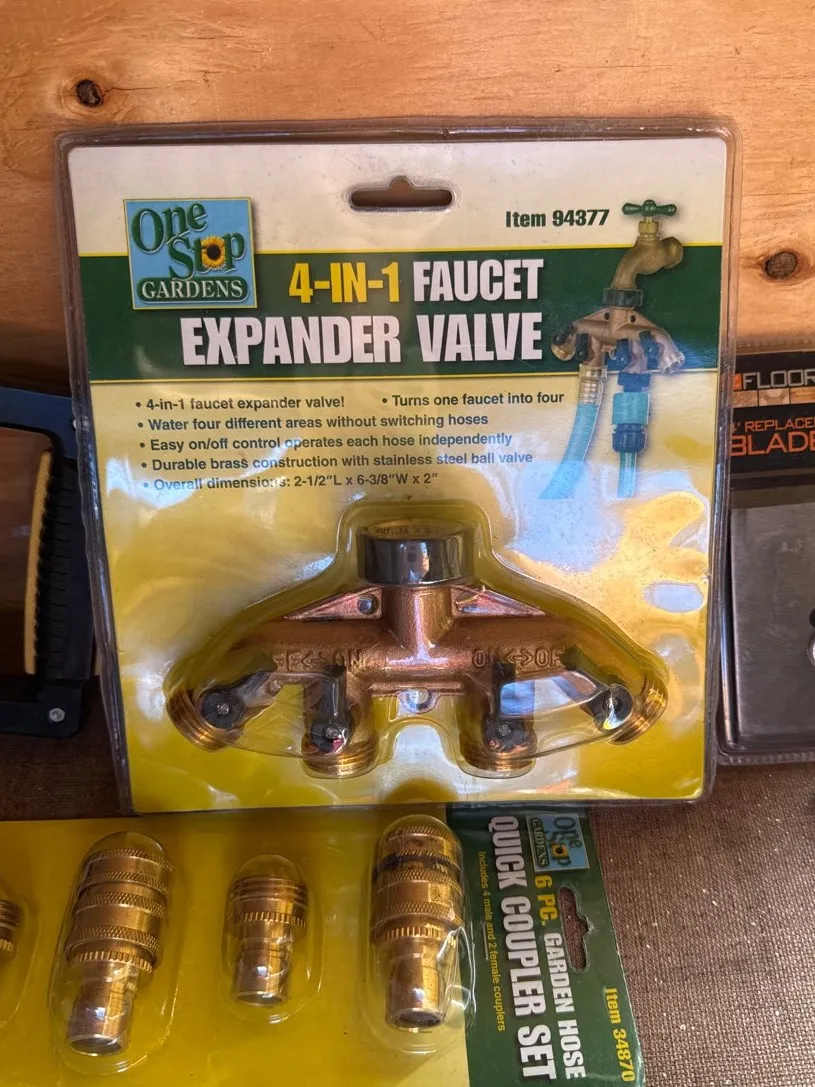 Item 94377
One
Stop
GARDENS
4-IN-1 FAUCET
EXPANDER VALVE
• 4-in-1 faucet expander valve! • Turns one faucet into four
• Water four different areas without switching hoses
• Easy on/off control operates each hose independently
• Durable brass construction with stainless steel ball valve
• Overall dimensions: 2-1/2"L x 6-3/8"W x 2"
ON
FLOOR
REPLACE
BLADE
One
Stop
GARDENS
6 PC. GARDEN HOSE
QUICK COUPLER SET
Includes 4 male and 2 female couplers
Item 34870